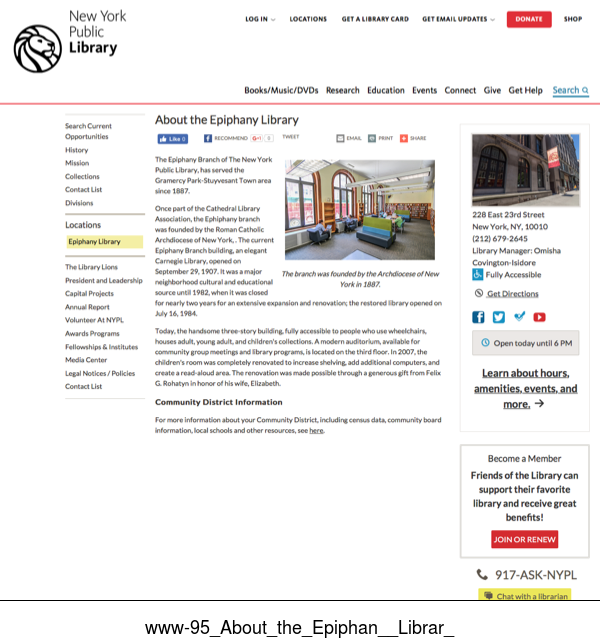 New York
Public
Library
LOG IN
LOCATIONS
GET A LIBRARY CARD
GET EMAIL UPDATES
DONATE
SHOP
Books/Music/DVDs Research Education Events Connect Give Get Help Search
Search Current
Opportunities
History
Mission
Collections
Contact List
Divisions
Locations
Epiphany Library
The Library Lions
President and Leadership
Capital Projects
Annual Report
Volunteer At NYPL
Awards Programs
Fellowships & Institutes
Media Center
Legal Notices / Policies
Contact List
About the Epiphany Library
Like 0
RECOMMEND
G+1 0
TWEET
EMAIL
PRINT
SHARE
The Epiphany Branch of The New York
Public Library, has served the
Gramercy Park-Stuyvesant Town area
since 1887.
Once part of the Cathedral Library
Association, the Ephiphany branch
was founded by the Roman Catholic
Archdiocese of New York, . The current
Epiphany Branch building, an elegant
Carnegie Library, opened on
September 29, 1907. It was a major
neighborhood cultural and educational
source until 1982, when it was closed
for nearly two years for an extensive expansion and renovation; the restored library opened on
July 16, 1984.
The branch was founded by the Archdiocese of New
York in 1887.
Today, the handsome three-story building, fully accessible to people who use wheelchairs,
houses adult, young adult, and children's collections. A modern auditorium, available for
community group meetings and library programs, is located on the third floor. In 2007, the
children's room was completely renovated to increase shelving, add additional computers, and
create a read-aloud area. The renovation was made possible through a generous gift from Felix
G. Rohatyn in honor of his wife, Elizabeth.
Community District Information
For more information about your Community District, including census data, community board
information, local schools and other resources, see here.
228 East 23rd Street
New York, NY, 10010
(212) 679-2645
Library Manager: Omisha
Covington-Isidore
Fully Accessible
Get Directions
Open today until 6 PM
Learn about hours,
amenities, events, and
more. →
Become a Member
Friends of the Library can
support their favorite
library and receive great
benefits!
JOIN OR RENEW
917-ASK-NYPL
Chat with a librarian
www-95_About_the_Epiphan__Librar_